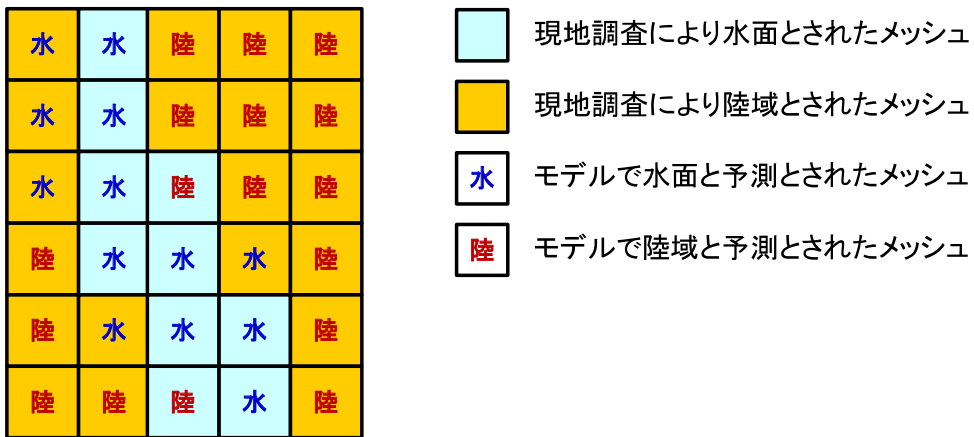 水 水 陸 陸 陸
水 水 陸 陸 陸
水 水 陸 陸 陸
陸 水 水 水 陸
陸 水 水 水 陸
陸 陸 陸 水 陸
現地調査により水面とされたメッシュ
現地調査により陸域とされたメッシュ
水 モデルで水面と予測とされたメッシュ
陸 モデルで陸域と予測とされたメッシュ